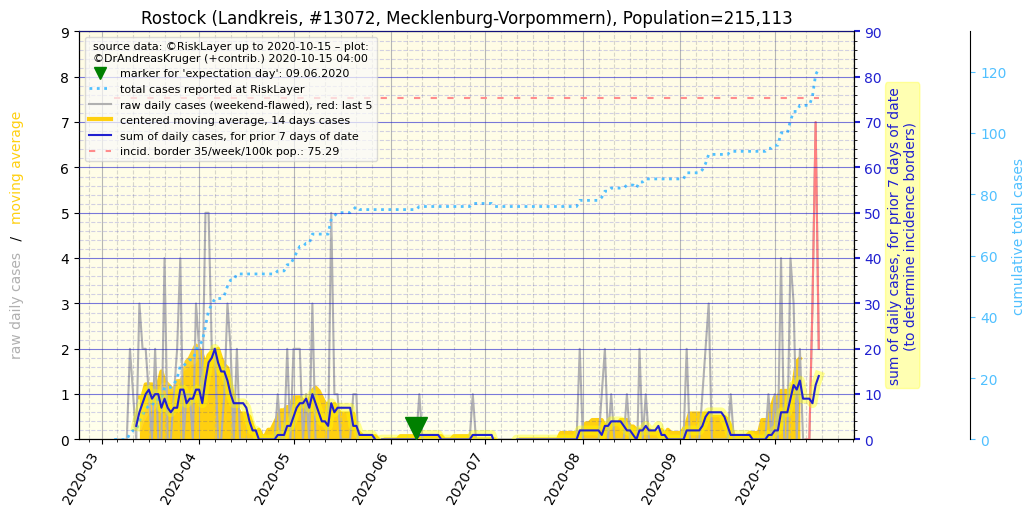 Rostock (Landkreis, #13072, Mecklenburg-Vorpommern), Population=215,113
source data: ©RiskLayer up to 2020-10-15 – plot:
©DrAndreasKruger (+contrib.) 2020-10-15 04:00
marker for 'expectation day': 09.06.2020
total cases reported at RiskLayer
raw daily cases (weekend-flawed), red: last 5
centered moving average, 14 days cases
sum of daily cases, for prior 7 days of date
incid. border 35/week/100k pop.: 75.29
raw daily cases / moving average
9
8
7
6
5
4
3
2
1
0
2020-03
2020-04
2020-05
2020-06
2020-07
2020-08
2020-09
2020-10
90
80
70
60
50
40
30
20
10
0
sum of daily cases, for prior 7 days of date
(to determine incidence borders)
120
100
80
60
40
20
0
cumulative total cases